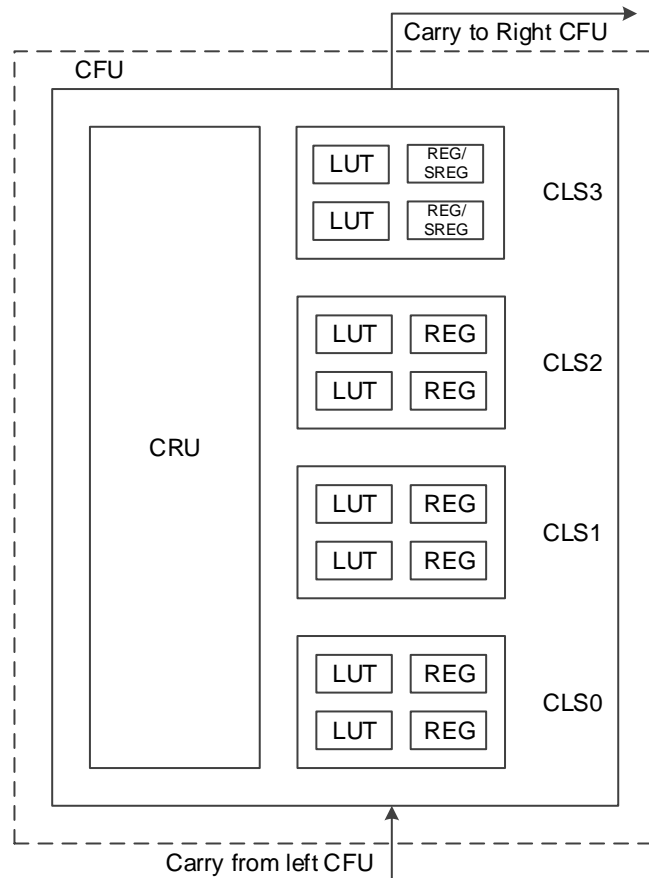 Carry to Right CFU
CFU
LUT
REG/
SREG
LUT
REG/
SREG
CLS3
LUT
REG
LUT
REG
CLS2
CRU
LUT
REG
LUT
REG
CLS1
LUT
REG
LUT
REG
CLS0
Carry from left CFU